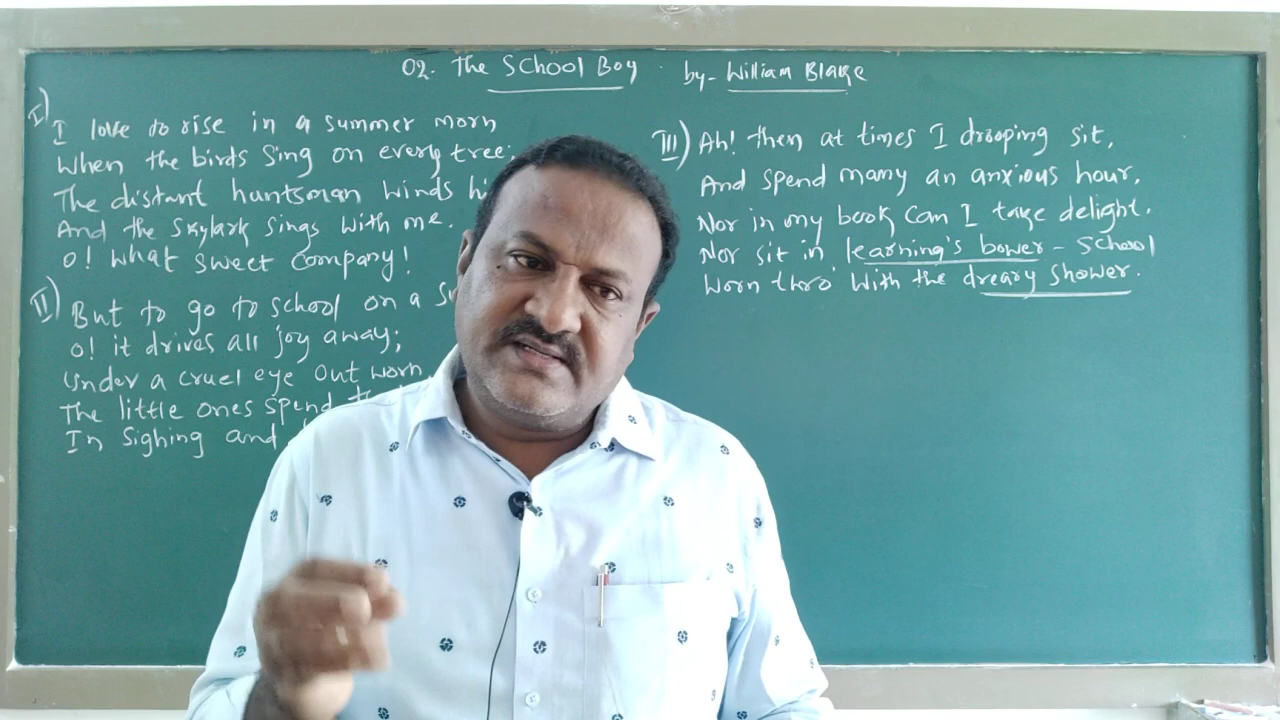 02. The School Boy by- William Blake
I)
I love to rise in a summer morn
When the birds sing on every tree;
The distant huntsman winds
And the skylark sings with me.
O! what sweet company!
II)
But to go to school on a
O! it drives all joy away;
Under a cruel eye out worn
The little ones spend
In sighing and
III) Ah! then at times I drooping sit,
And spend many an anxious hour,
Nor in my book can I take delight,
Nor sit in learning's bower - School
Worn thro' with the dreary shower.